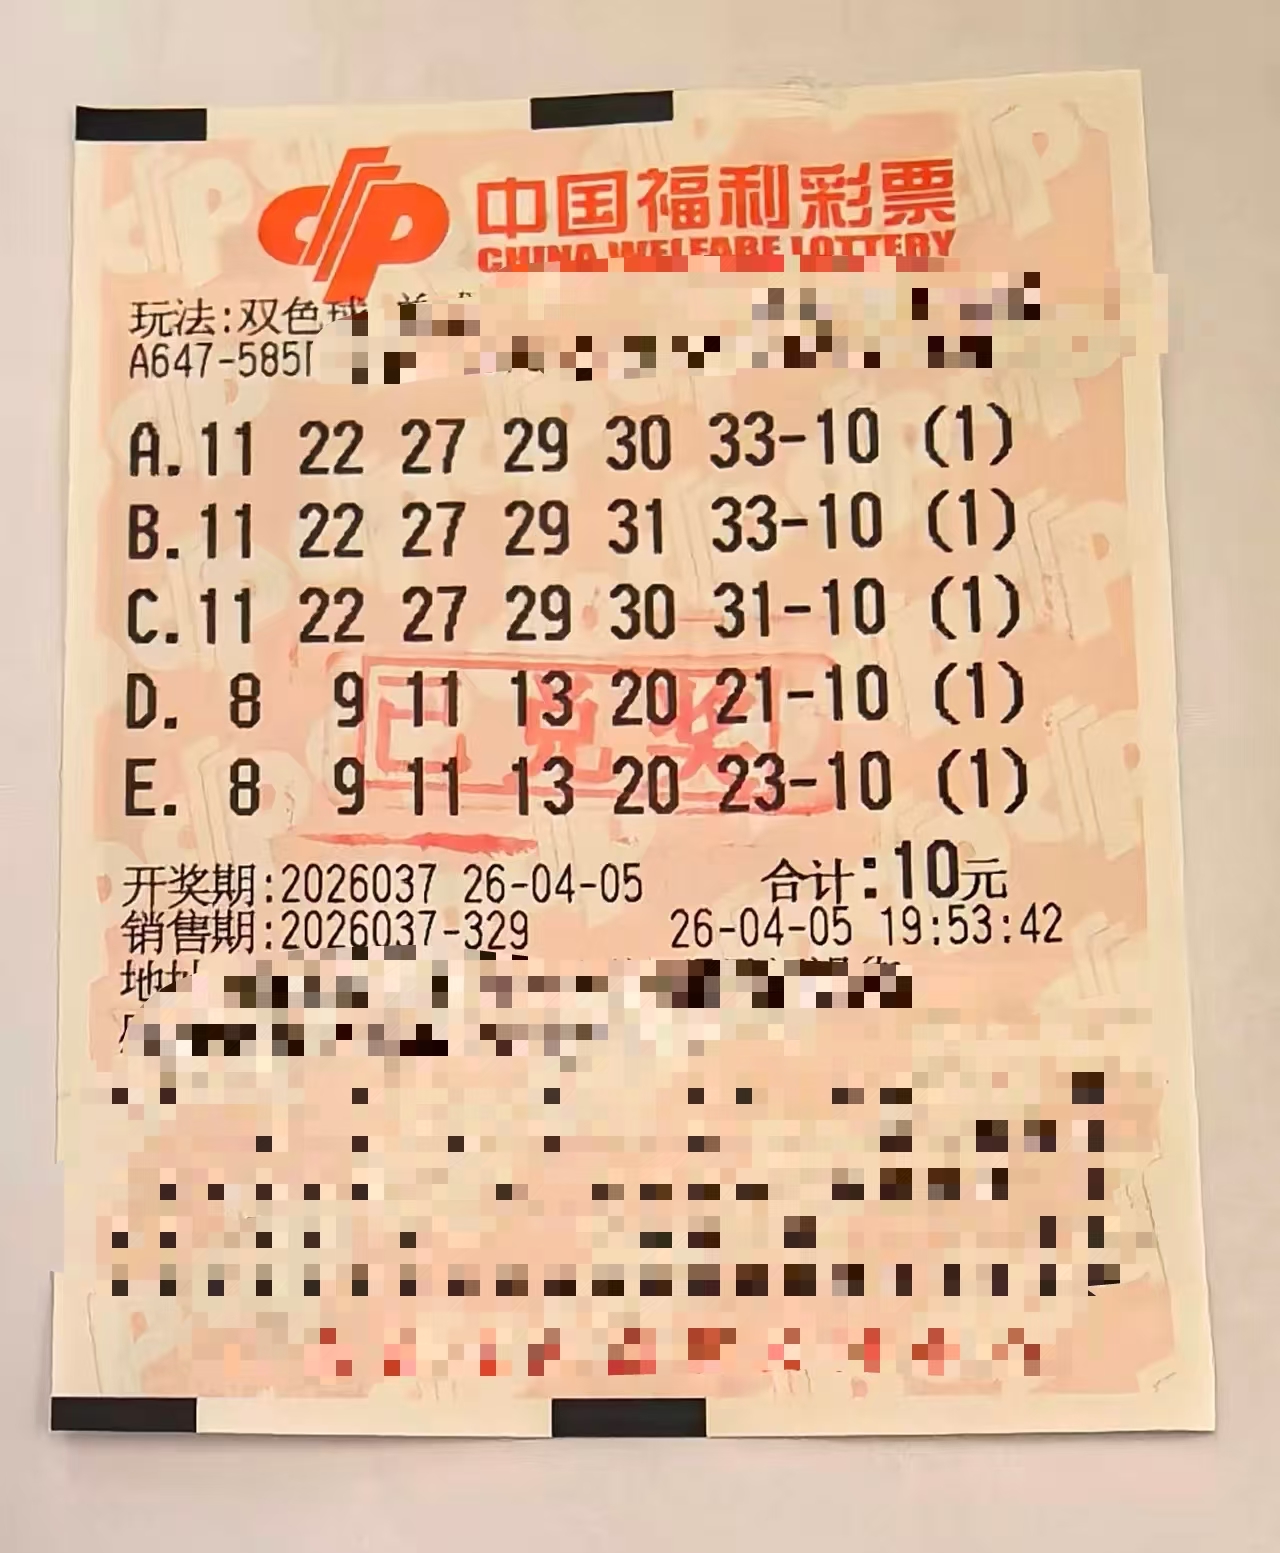 中国福利彩票
CHINA WELFARE LOTTERY
玩法:双色球
A647-585
A.11 22 27 29 30 33-10 (1)
B.11 22 27 29 31 33-10 (1)
C.11 22 27 29 30 31-10 (1)
D. 8 9 11 13 20 21-10 (1)
E. 8 9 11 13 20 23-10 (1)
已兑奖
开奖期:2026037 26-04-05 合计:10元
销售期:2026037-329 26-04-05 19:53:42
地址